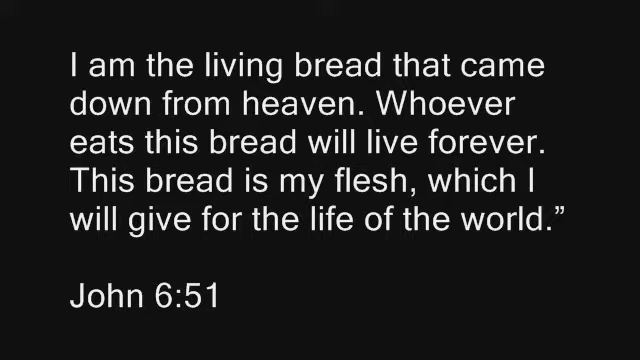 I am the living bread that came
down from heaven. Whoever
eats this bread will live forever.
This bread is my flesh, which I
will give for the life of the world.”
John 6:51